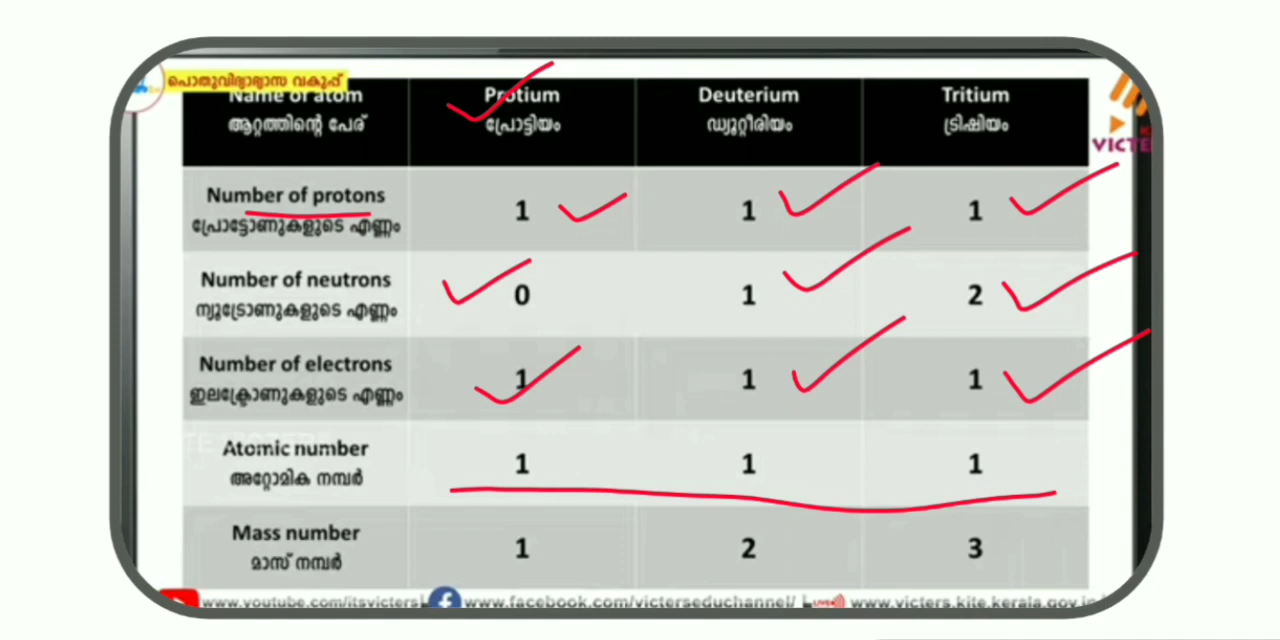 പൊതുവിദ്യാഭ്യാസ വകുപ്പ്
Name of atom
ആറ്റത്തിന്റെ പേര്
Protium
പ്രോട്ടിയം
Deuterium
ഡ്യൂട്ടീരിയം
Tritium
ട്രിഷിയം
VICTE
Number of protons
പ്രോട്ടോണുകളുടെ എണ്ണം
1
1
1
Number of neutrons
ന്യൂട്രോണുകളുടെ എണ്ണം
0
1
2
Number of electrons
ഇലക്ട്രോണുകളുടെ എണ്ണം
1
1
1
Atomic number
അറ്റോമിക നമ്പർ
1
1
1
Mass number
മാസ് നമ്പർ
1
2
3
www.youtube.com/itsvicters
www.facebook.com/victerseduchannel/
LIVE
www.victers.kite.kerala.gov.in